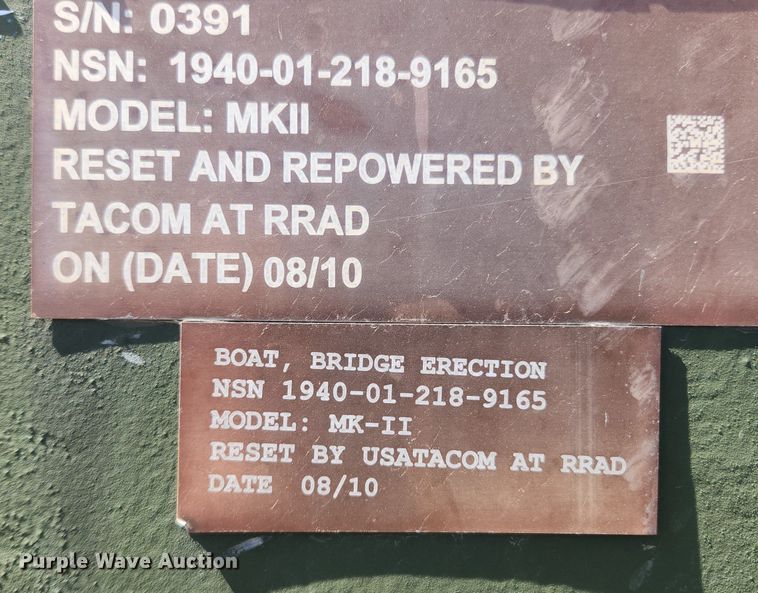 S/N: 0391
NSN: 1940-01-218-9165
MODEL: MKII
RESET AND REPOWERED BY
TACOM AT RRAD
ON (DATE) 08/10
BOAT, BRIDGE ERECTION
NSN 1940-01-218-9165
MODEL: MK-II
RESET BY USATACOM AT RRAD
DATE 08/10
Purple Wave Auction